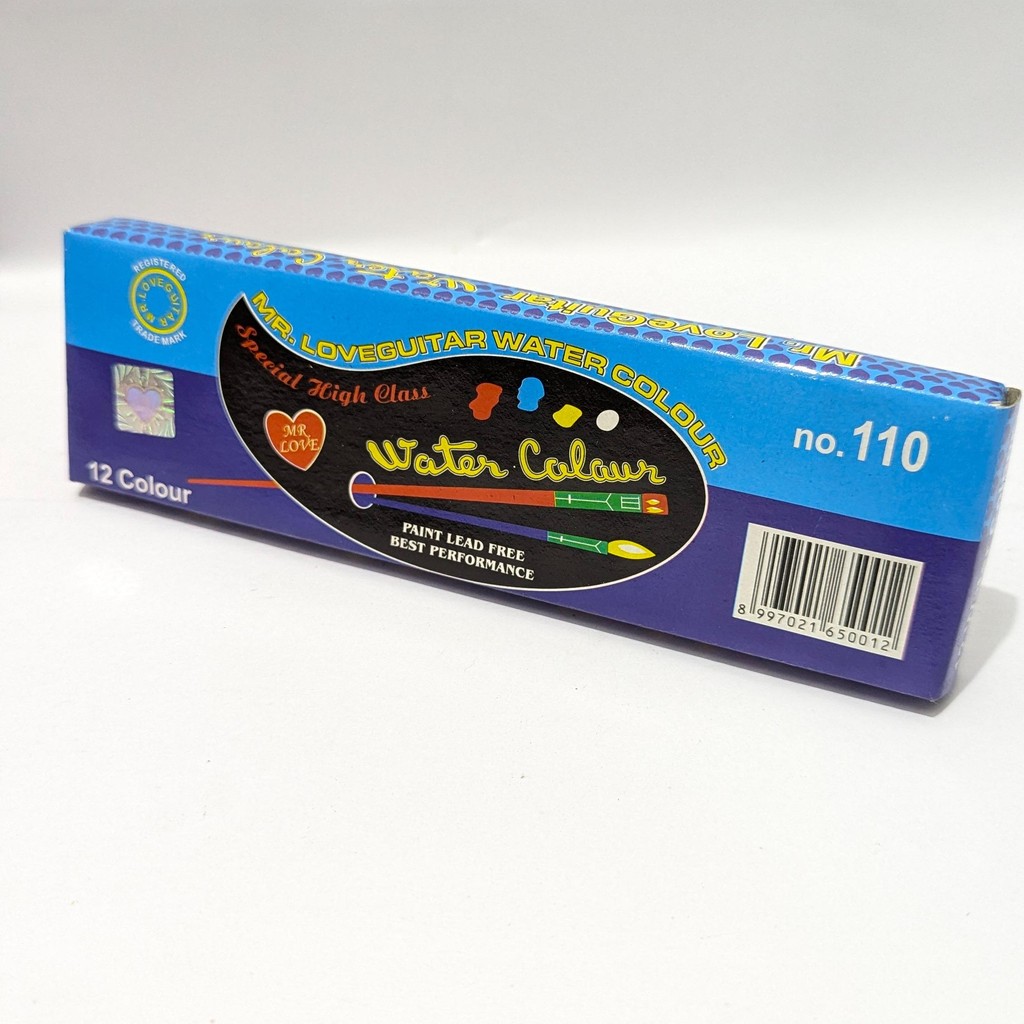 Mr. Loveguitar Water Colour
REGISTERED
MR. LOVEGUITAR
TRADE MARK
MR. LOVEGUITAR WATER COLOUR
Special High Class
MR.
LOVE
Water Colour
no. 110
12 Colour
PAINT LEAD FREE
BEST PERFORMANCE
8 997021 650012